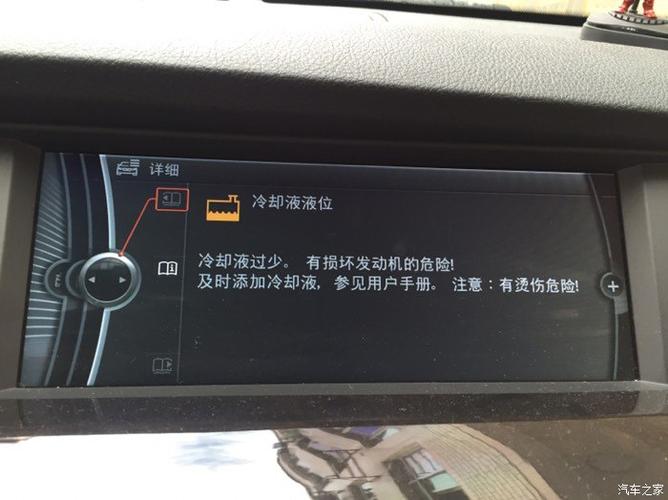 详细
冷却液液位
冷却液过少。 有损坏发动机的危险!
及时添加冷却液, 参见用户手册。 注意:有烫伤危险!
汽车之家